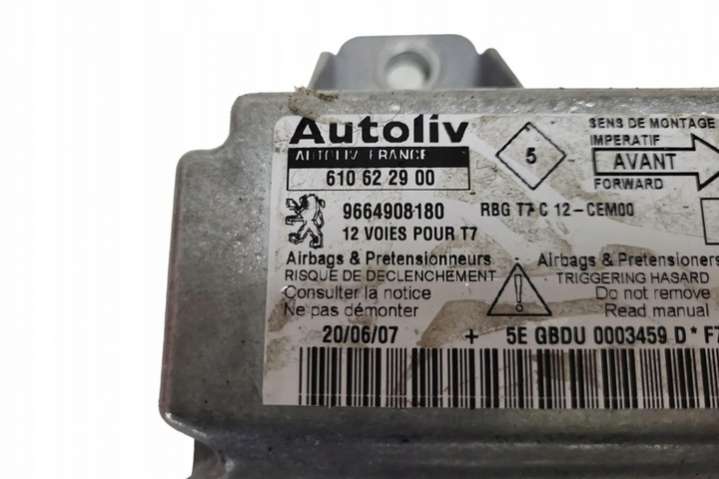 Autoliv
AUTOLIV FRANCE
610 62 29 00
5
SENS DE MONTAGE
IMPERATIF
AVANT
FORWARD
9664908180
RBG T7 C 12-CEM00
12 VOIES POUR T7
Airbags & Pretensionneurs
RISQUE DE DECLENCHEMENT
Consulter la notice
Ne pas démonter
Airbags & Pretensioners
TRIGGERING HASARD
Do not remove
Read manual
20/06/07 + 5E GBDU 0003459 D * F7